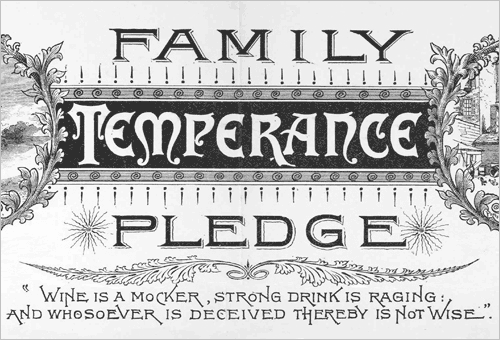 FAMILY
TEMPERANCE
PLEDGE
"WINE IS A MOCKER, STRONG DRINK IS RAGING:
AND WHOSOEVER IS DECEIVED THEREBY IS NOT WISE".